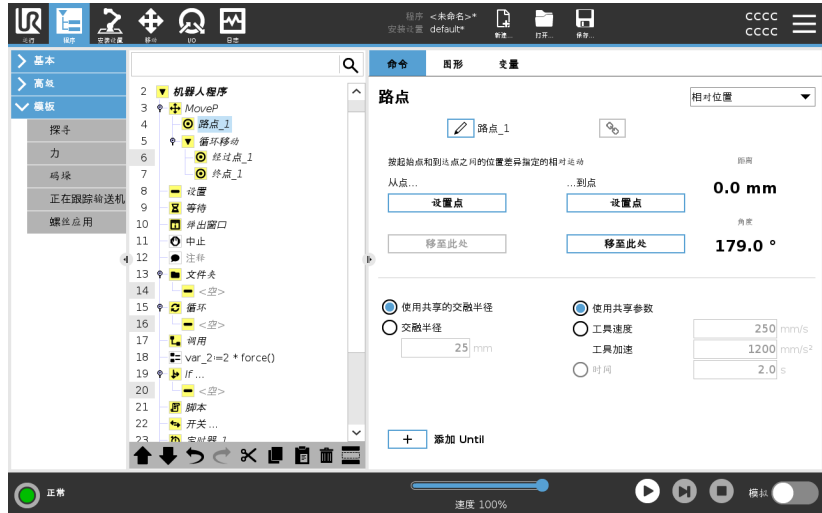 UR
运行
程序
安装设置
移动
I/O
日志
程序 <未命名>*
安装设置 default*
新建...
打开...
保存...
cccc
cccc
基本
高级
模板
探寻
力
码垛
正在跟踪输送机
螺丝应用
2 机器人程序
3 MoveP
4 路点_1
5 循环移动
6 经过点_1
7 终点_1
8 设置
9 等待
10 弹出窗口
11 中止
12 注释
13 文件夹
14 <空>
15 循环
16 <空>
17 调用
18 var_2:=2 * force()
19 If ...
20 <空>
21 脚本
22 开关 ...
23 定时器_1
命令
图形
变量
路点
相对位置
路点_1
按起始点和到达点之间的位置差异指定的相对运动
从点...
...到点
设置点
设置点
移至此处
移至此处
距离
0.0 mm
角度
179.0 °
使用共享的交融半径
交融半径
25 mm
使用共享参数
工具速度
250 mm/s
工具加速
1200 mm/s²
时间
2.0 s
+ 添加 Until
正常
速度 100%
模拟